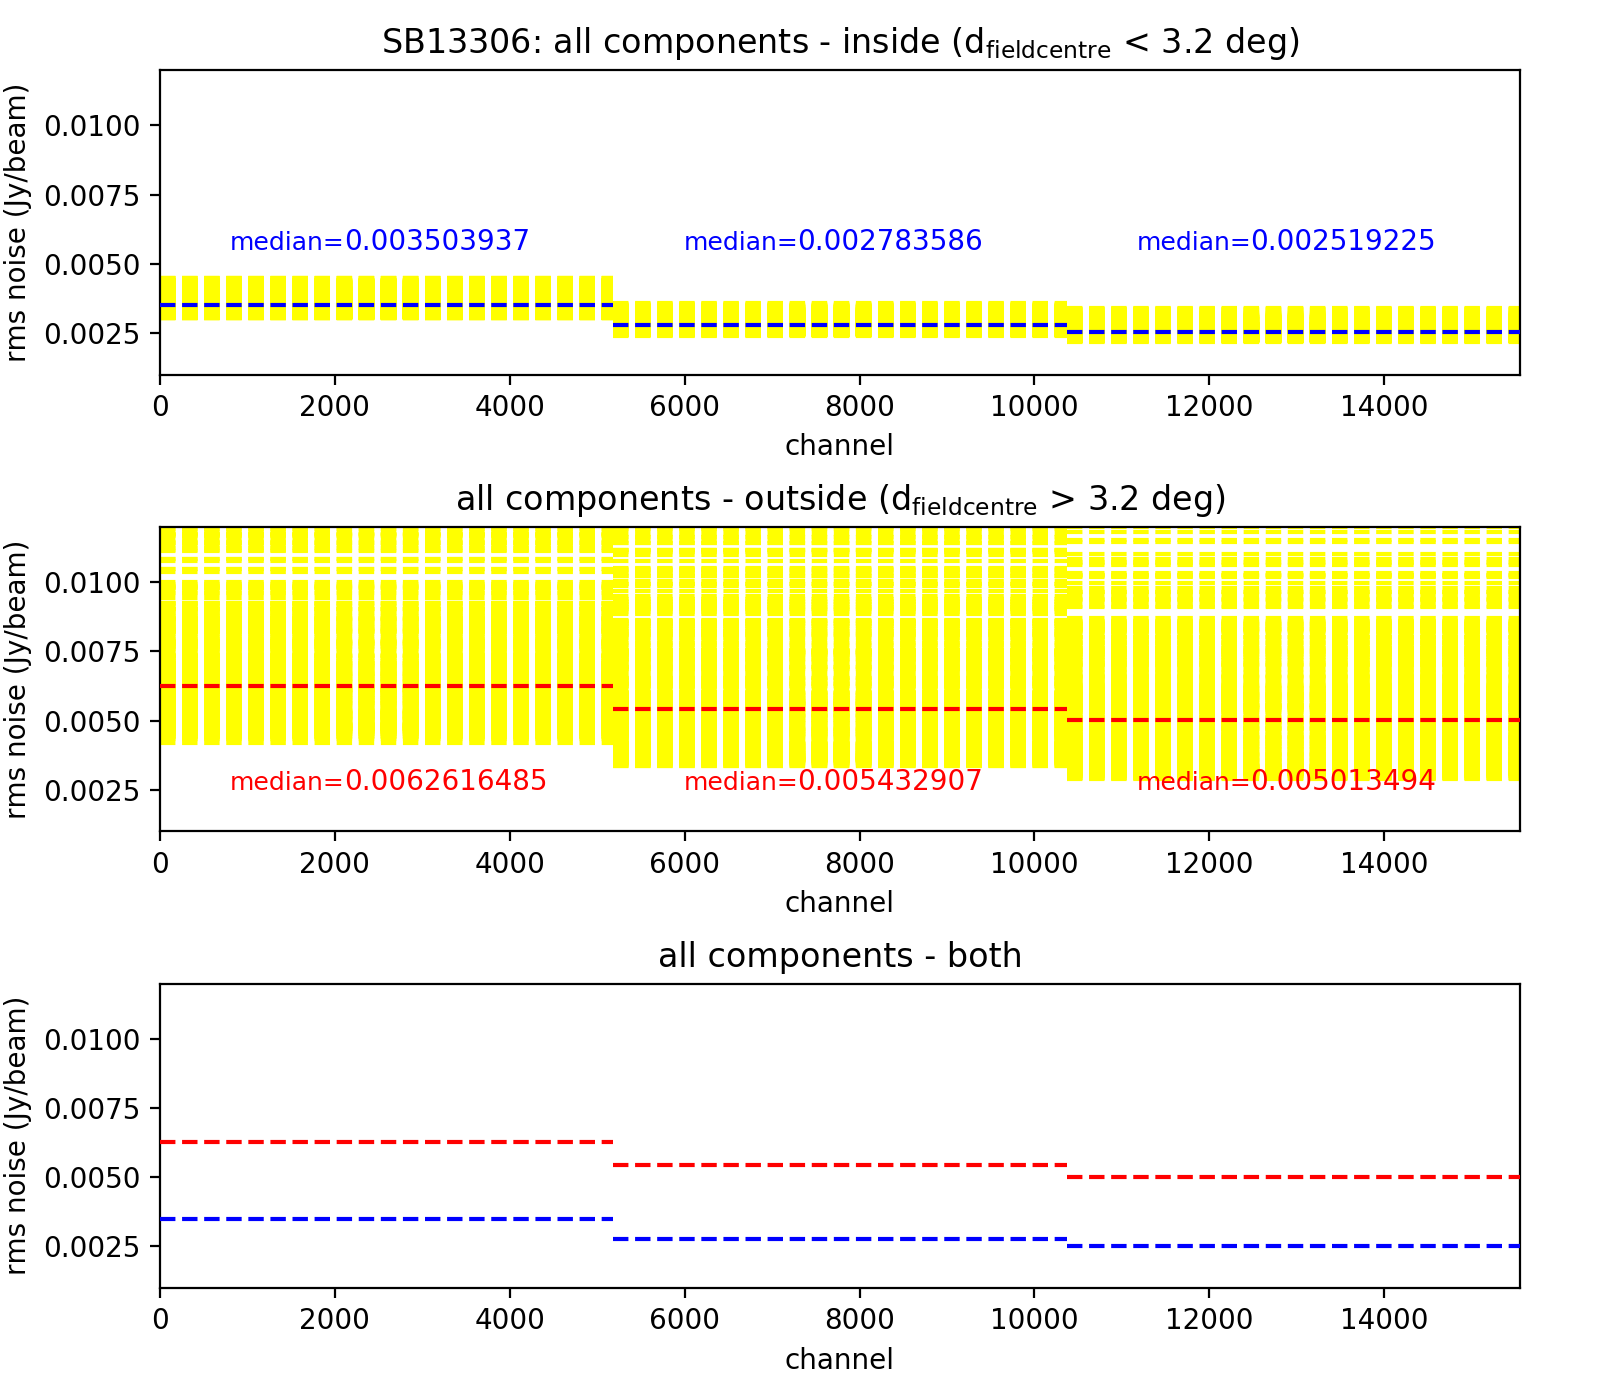 SB13306: all components - inside (dfieldcentre < 3.2 deg)
rms noise (Jy/beam)
0.0100
0.0075
0.0050
0.0025
median=0.003503937
median=0.002783586
median=0.002519225
0 2000 4000 6000 8000 10000 12000 14000
channel
all components - outside (dfieldcentre > 3.2 deg)
rms noise (Jy/beam)
0.0100
0.0075
0.0050
0.0025
median=0.0062616485
median=0.005432907
median=0.005013494
0 2000 4000 6000 8000 10000 12000 14000
channel
all components - both
rms noise (Jy/beam)
0.0100
0.0075
0.0050
0.0025
0 2000 4000 6000 8000 10000 12000 14000
channel